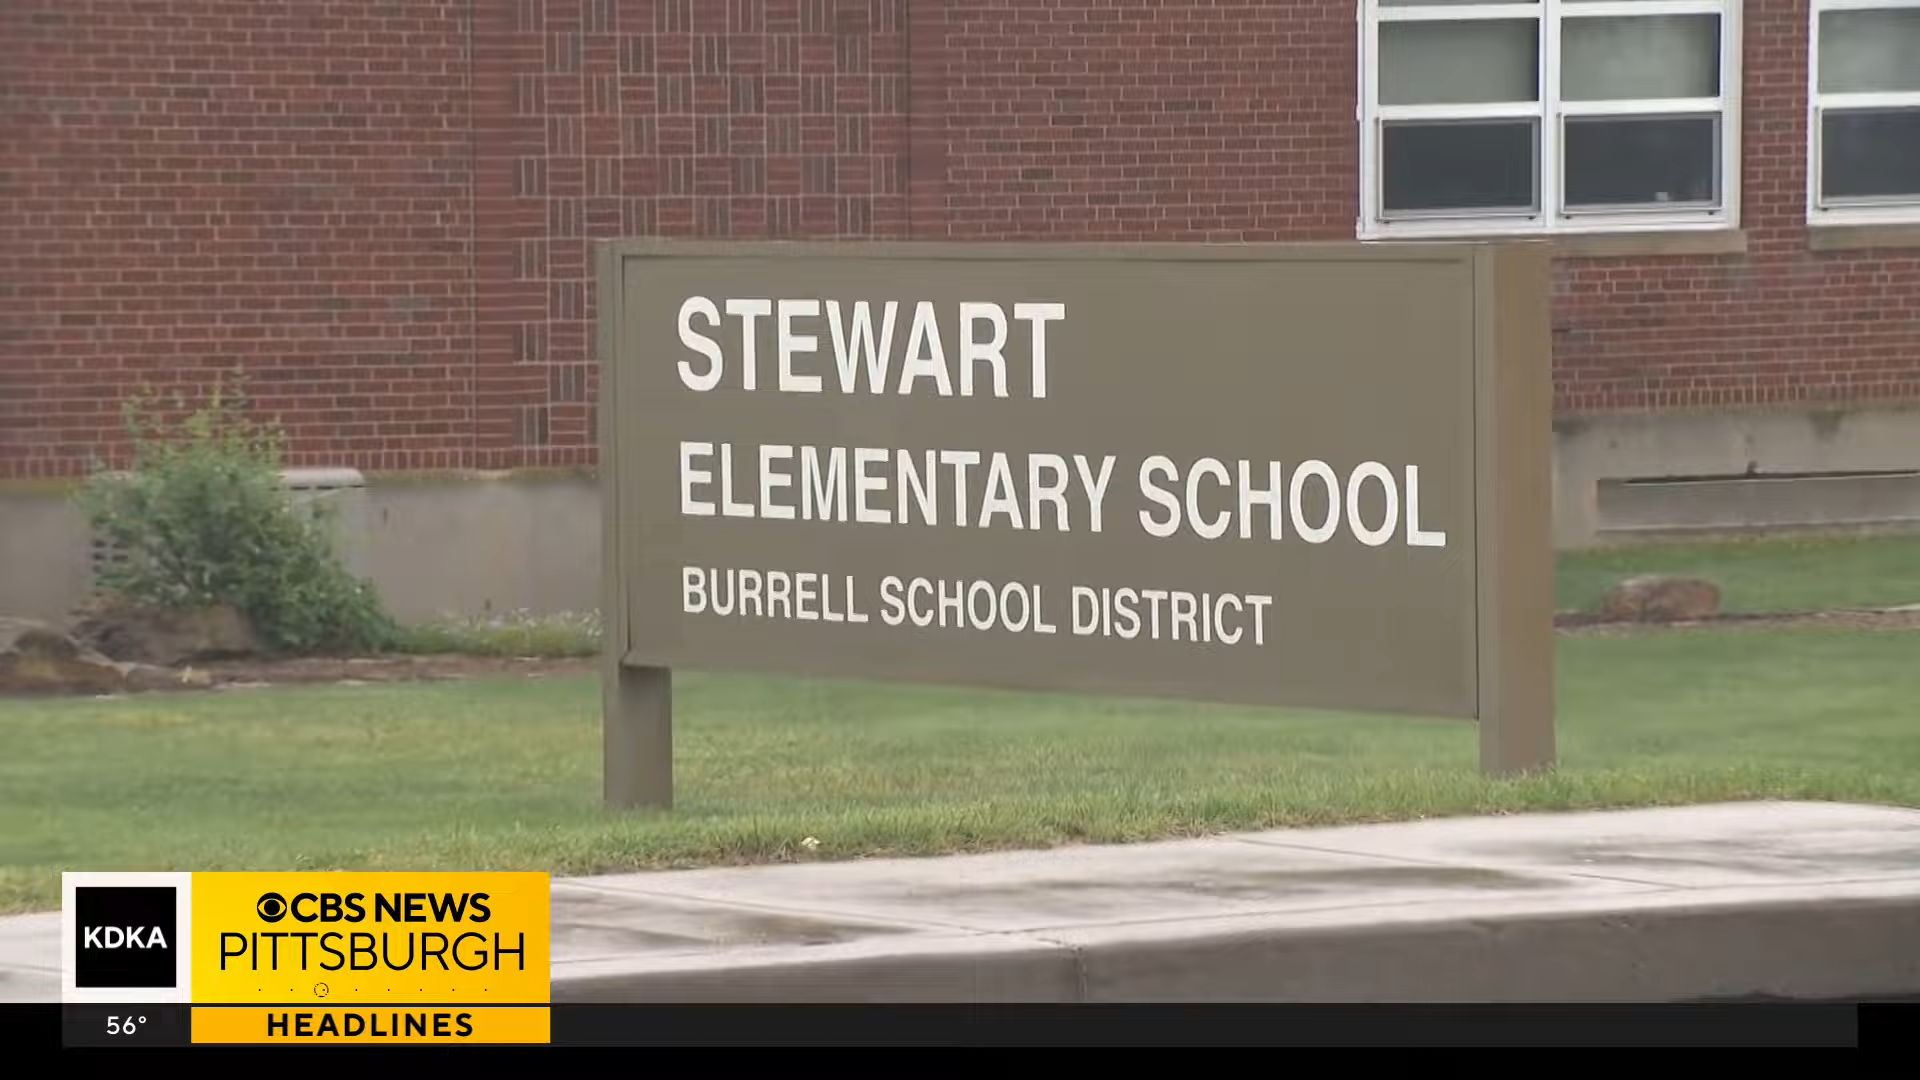 STEWART
ELEMENTARY SCHOOL
BURRELL SCHOOL DISTRICT
KDKA
CBS NEWS
PITTSBURGH
56°
HEADLINES